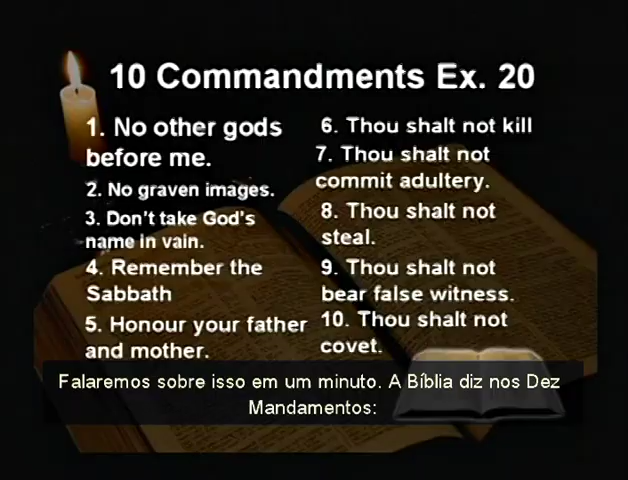 10 Commandments Ex. 20
1. No other gods
before me.
2. No graven images.
3. Don't take God's
name in vain.
4. Remember the
Sabbath
5. Honour your father
and mother.
6. Thou shalt not kill
7. Thou shalt not
commit adultery.
8. Thou shalt not
steal.
9. Thou shalt not
bear false witness.
10. Thou shalt not
covet.
Falaremos sobre isso em um minuto. A Bíblia diz nos Dez
Mandamentos: